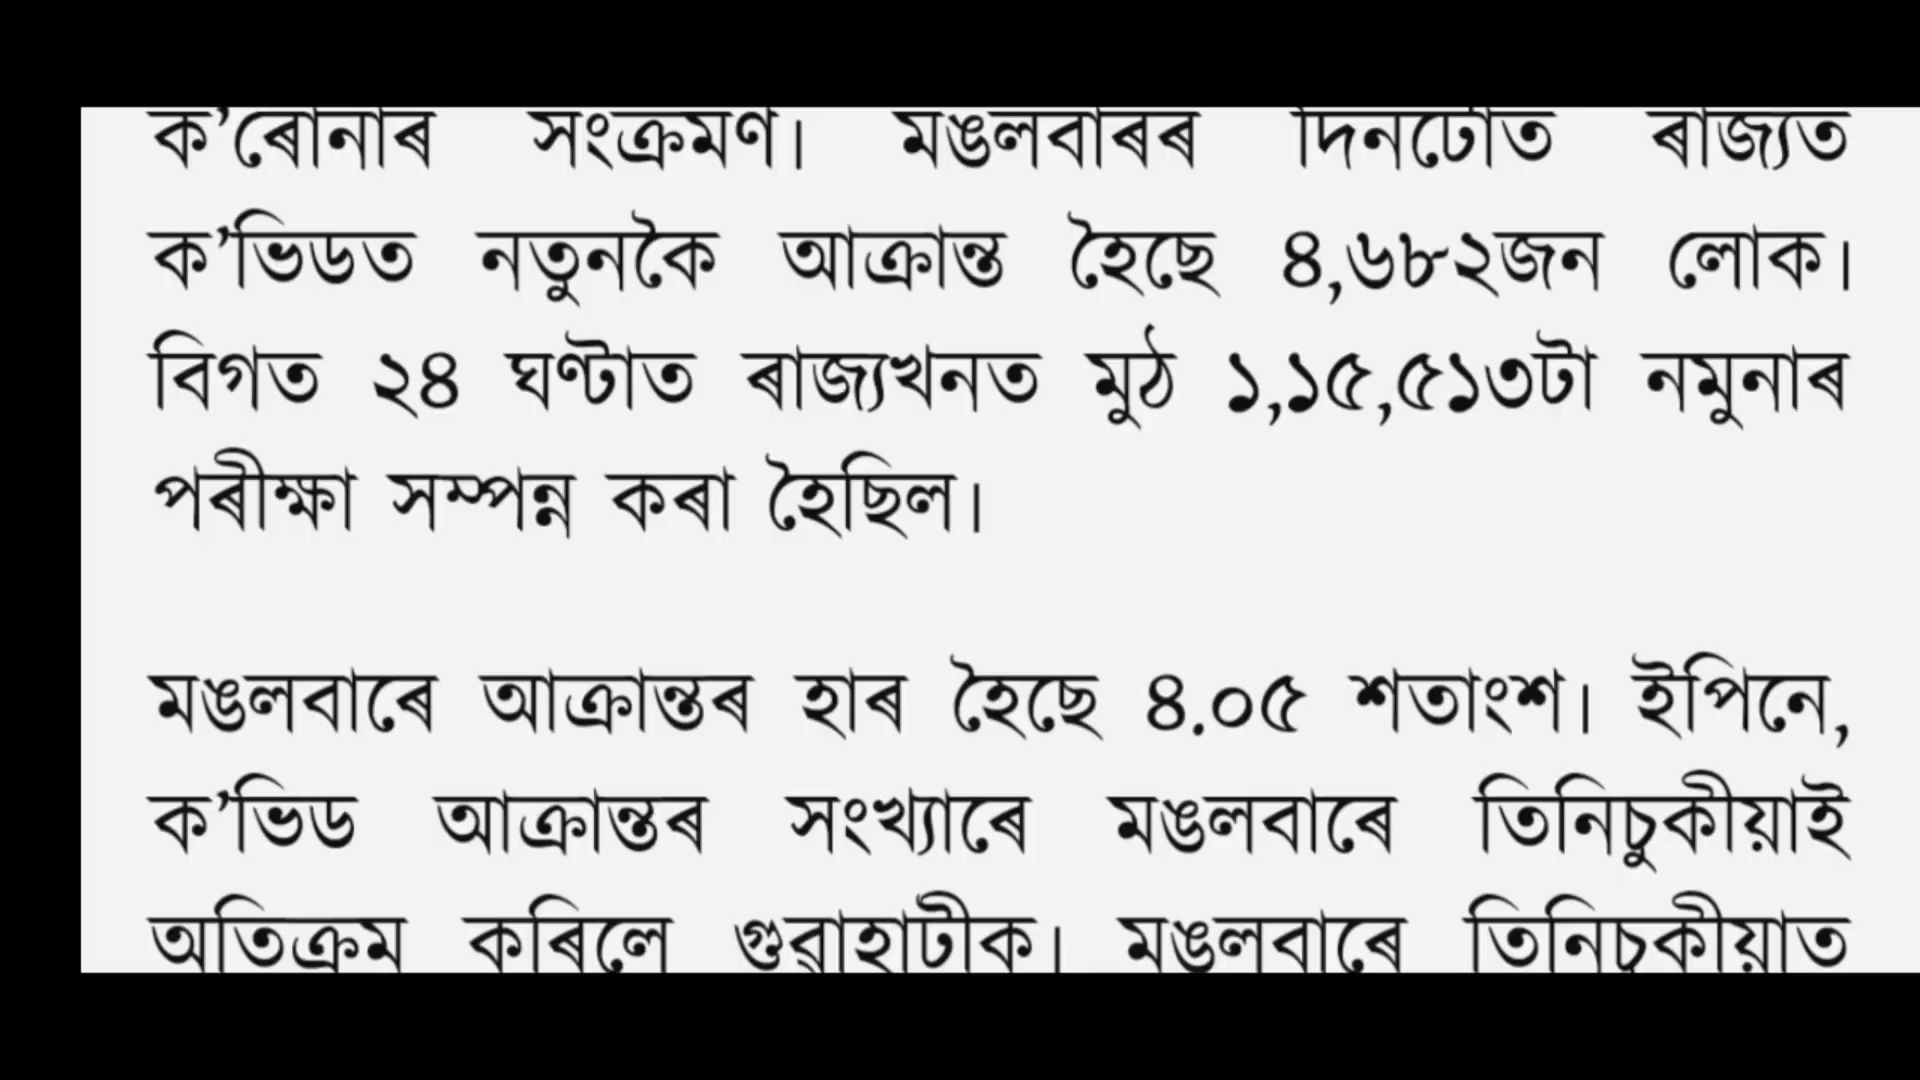 ক’ৰোনাৰ সংক্ৰমণ। মঙলবাৰৰ দিনটোত ৰাজ্যত
ক’ভিডত নতুনকৈ আক্ৰান্ত হৈছে ৪,৬৮২জন লোক।
বিগত ২৪ ঘণ্টাত ৰাজ্যখনত মুঠ ১,১৫,৫১৩টা নমুনাৰ
পৰীক্ষা সম্পন্ন কৰা হৈছিল।
মঙলবাৰে আক্ৰান্তৰ হাৰ হৈছে ৪.০৫ শতাংশ। ইপিনে,
ক’ভিড আক্ৰান্তৰ সংখ্যাৰে মঙলবাৰে তিনিচুকীয়াই
অতিক্ৰম কৰিলে গুৱাহাটীক। মঙলবাৰে তিনিচুকীয়াত